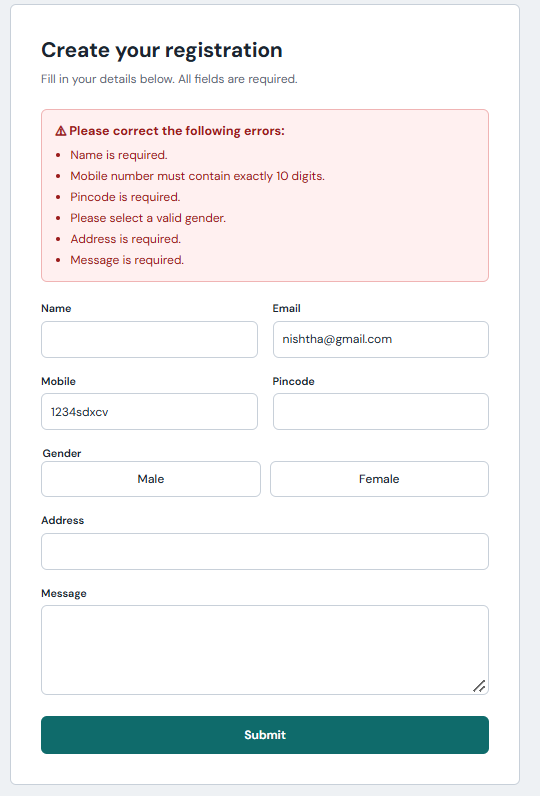 Create your registration
Fill in your details below. All fields are required.
⚠ Please correct the following errors:
• Name is required.
• Mobile number must contain exactly 10 digits.
• Pincode is required.
• Please select a valid gender.
• Address is required.
• Message is required.
Name Email
nishtha@gmail.com
Mobile Pincode
1234sdxcv
Gender
Male Female
Address
Message
Submit